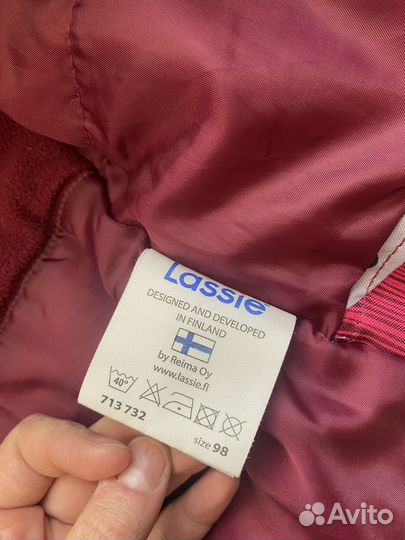 Lassie
DESIGNED AND DEVELOPED
IN FINLAND
by Reima Oy
www.lassie.fi
40°
713 732
size 98
Avito